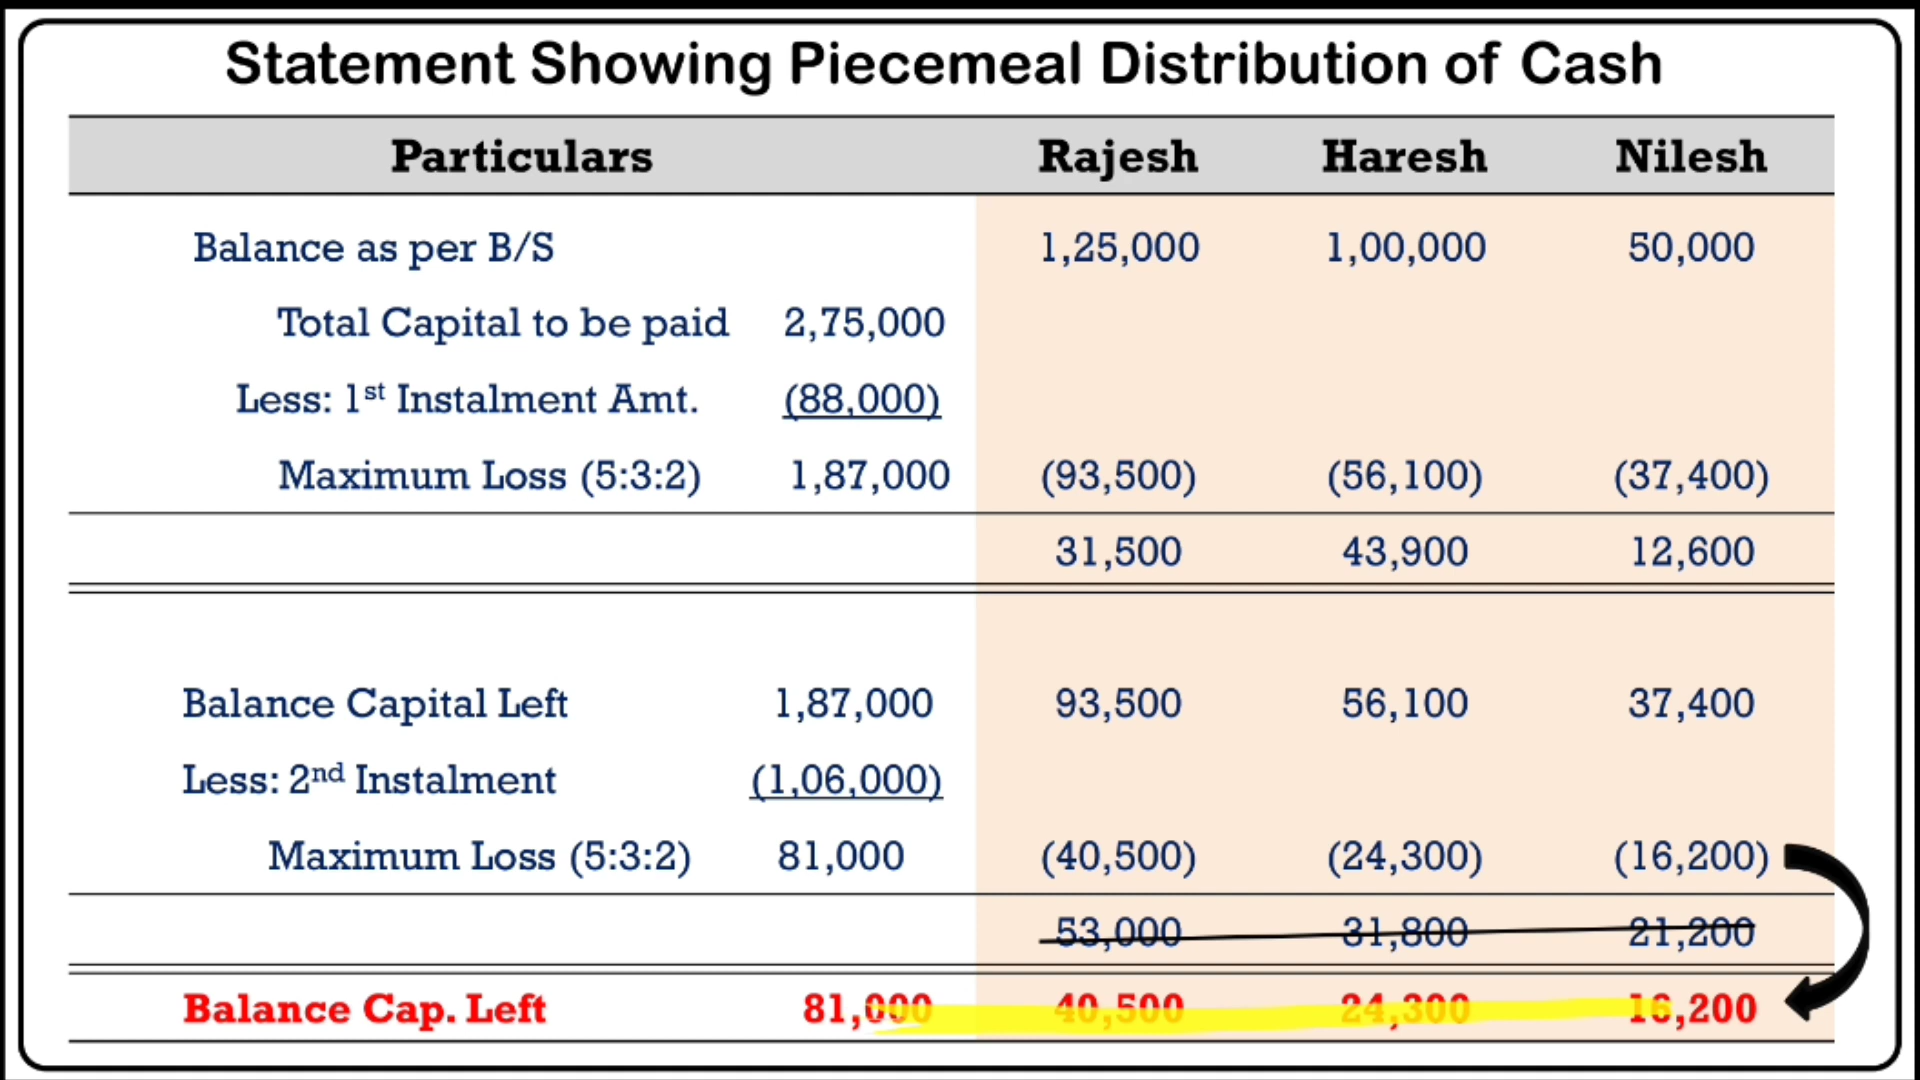 Statement Showing Piecemeal Distribution of Cash
Particulars Rajesh Haresh Nilesh
Balance as per B/S 1,25,000 1,00,000 50,000
Total Capital to be paid 2,75,000
Less: 1st Instalment Amt. (88,000)
Maximum Loss (5:3:2) 1,87,000 (93,500) (56,100) (37,400)
31,500 43,900 12,600
Balance Capital Left 1,87,000 93,500 56,100 37,400
Less: 2nd Instalment (1,06,000)
Maximum Loss (5:3:2) 81,000 (40,500) (24,300) (16,200)
53,000 31,800 21,200
Balance Cap. Left 81,000 40,500 24,300 16,200